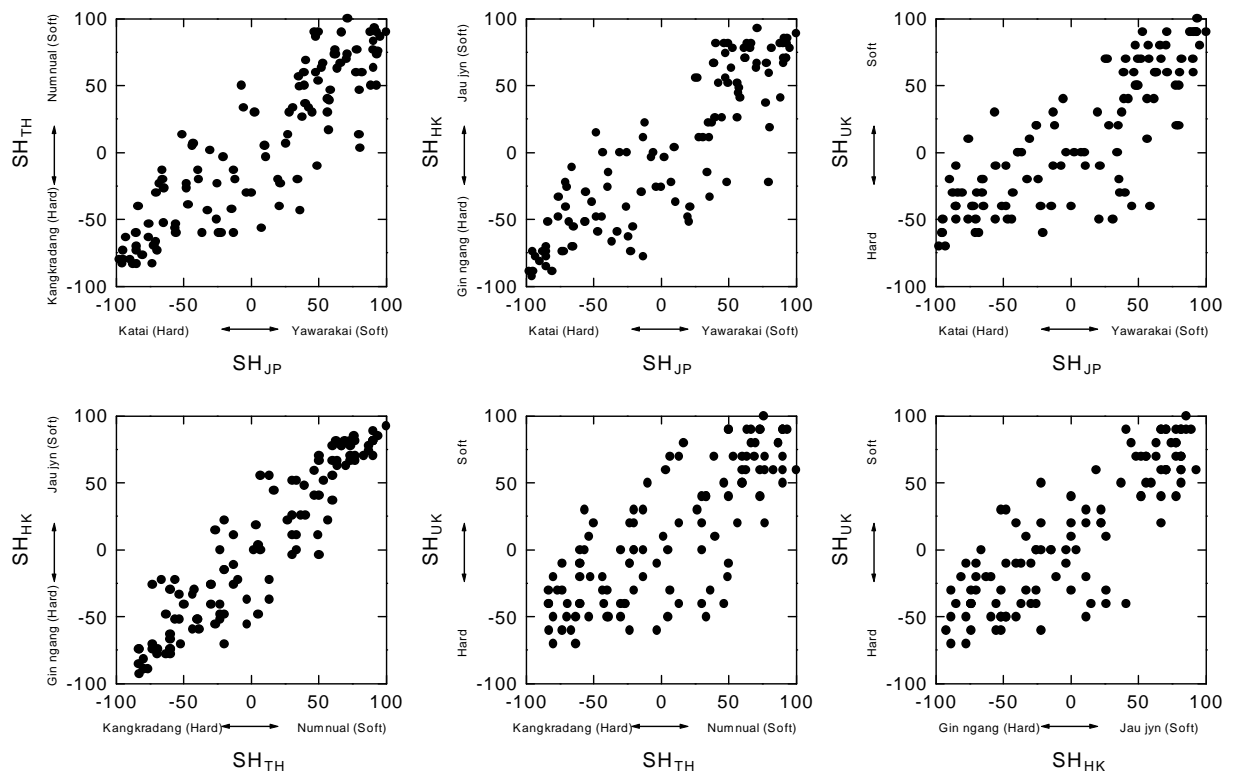 100
50
0
-50
-100
SH_TH
Kangkradang (Hard)
Numnual (Soft)
-100 -50 0 50 100
Katai (Hard) Yawarakai (Soft)
SH_JP
100
50
0
-50
-100
SH_HK
Gin ngang (Hard)
Jau jyn (Soft)
-100 -50 0 50 100
Katai (Hard) Yawarakai (Soft)
SH_JP
100
50
0
-50
-100
SH_UK
Hard
Soft
-100 -50 0 50 100
Katai (Hard) Yawarakai (Soft)
SH_JP
100
50
0
-50
-100
SH_HK
Gin ngang (Hard)
Jau jyn (Soft)
-100 -50 0 50 100
Kangkradang (Hard) Numnual (Soft)
SH_TH
100
50
0
-50
-100
SH_UK
Hard
Soft
-100 -50 0 50 100
Kangkradang (Hard) Numnual (Soft)
SH_TH
100
50
0
-50
-100
SH_UK
Hard
Soft
-100 -50 0 50 100
Gin ngang (Hard) Jau jyn (Soft)
SH_HK